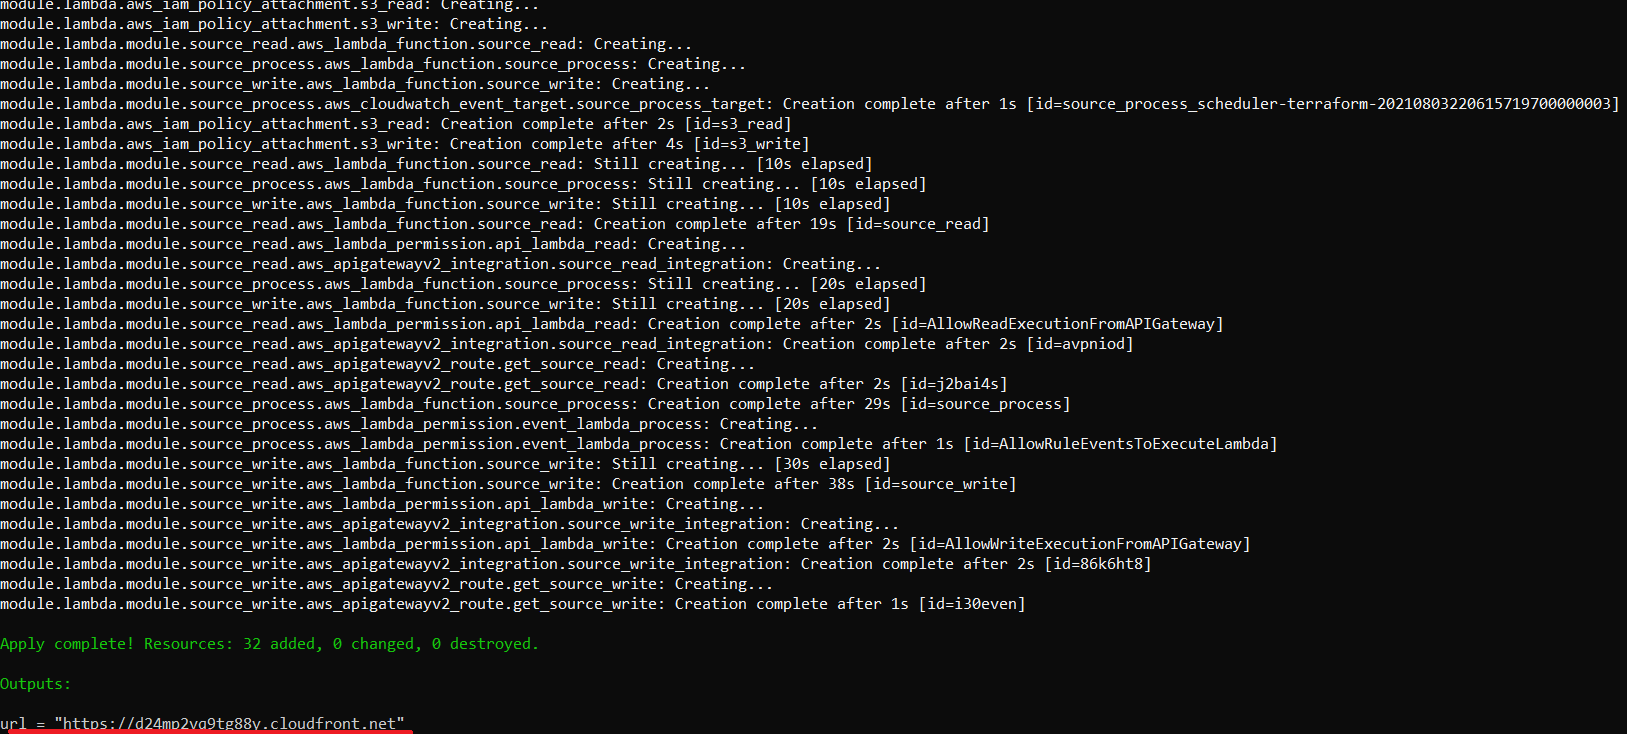 module.lambda.aws_iam_policy_attachment.s3_read: Creating...
module.lambda.aws_iam_policy_attachment.s3_write: Creating...
module.lambda.module.source_read.aws_lambda_function.source_read: Creating...
module.lambda.module.source_process.aws_lambda_function.source_process: Creating...
module.lambda.module.source_write.aws_lambda_function.source_write: Creating...
module.lambda.module.source_process.aws_cloudwatch_event_target.source_process_target: Creation complete after 1s [id=source_process_scheduler-terraform-20210803220615719700000003]
module.lambda.aws_iam_policy_attachment.s3_read: Creation complete after 2s [id=s3_read]
module.lambda.aws_iam_policy_attachment.s3_write: Creation complete after 4s [id=s3_write]
module.lambda.module.source_read.aws_lambda_function.source_read: Still creating... [10s elapsed]
module.lambda.module.source_process.aws_lambda_function.source_process: Still creating... [10s elapsed]
module.lambda.module.source_write.aws_lambda_function.source_write: Still creating... [10s elapsed]
module.lambda.module.source_read.aws_lambda_function.source_read: Creation complete after 19s [id=source_read]
module.lambda.module.source_read.aws_lambda_permission.api_lambda_read: Creating...
module.lambda.module.source_read.aws_apigatewayv2_integration.source_read_integration: Creating...
module.lambda.module.source_process.aws_lambda_function.source_process: Still creating... [20s elapsed]
module.lambda.module.source_write.aws_lambda_function.source_write: Still creating... [20s elapsed]
module.lambda.module.source_read.aws_lambda_permission.api_lambda_read: Creation complete after 2s [id=AllowReadExecutionFromAPIGateway]
module.lambda.module.source_read.aws_apigatewayv2_integration.source_read_integration: Creation complete after 2s [id=avpniod]
module.lambda.module.source_read.aws_apigatewayv2_route.get_source_read: Creating...
module.lambda.module.source_read.aws_apigatewayv2_route.get_source_read: Creation complete after 2s [id=j2bai4s]
module.lambda.module.source_process.aws_lambda_function.source_process: Creation complete after 29s [id=source_process]
module.lambda.module.source_process.aws_lambda_permission.event_lambda_process: Creating...
module.lambda.module.source_process.aws_lambda_permission.event_lambda_process: Creation complete after 1s [id=AllowRuleEventsToExecuteLambda]
module.lambda.module.source_write.aws_lambda_function.source_write: Still creating... [30s elapsed]
module.lambda.module.source_write.aws_lambda_function.source_write: Creation complete after 38s [id=source_write]
module.lambda.module.source_write.aws_lambda_permission.api_lambda_write: Creating...
module.lambda.module.source_write.aws_apigatewayv2_integration.source_write_integration: Creating...
module.lambda.module.source_write.aws_lambda_permission.api_lambda_write: Creation complete after 2s [id=AllowWriteExecutionFromAPIGateway]
module.lambda.module.source_write.aws_apigatewayv2_integration.source_write_integration: Creation complete after 2s [id=86k6ht8]
module.lambda.module.source_write.aws_apigatewayv2_route.get_source_write: Creating...
module.lambda.module.source_write.aws_apigatewayv2_route.get_source_write: Creation complete after 1s [id=i30even]
Apply complete! Resources: 32 added, 0 changed, 0 destroyed.
Outputs:
url = "https://d24mp2vq9tg88y.cloudfront.net"